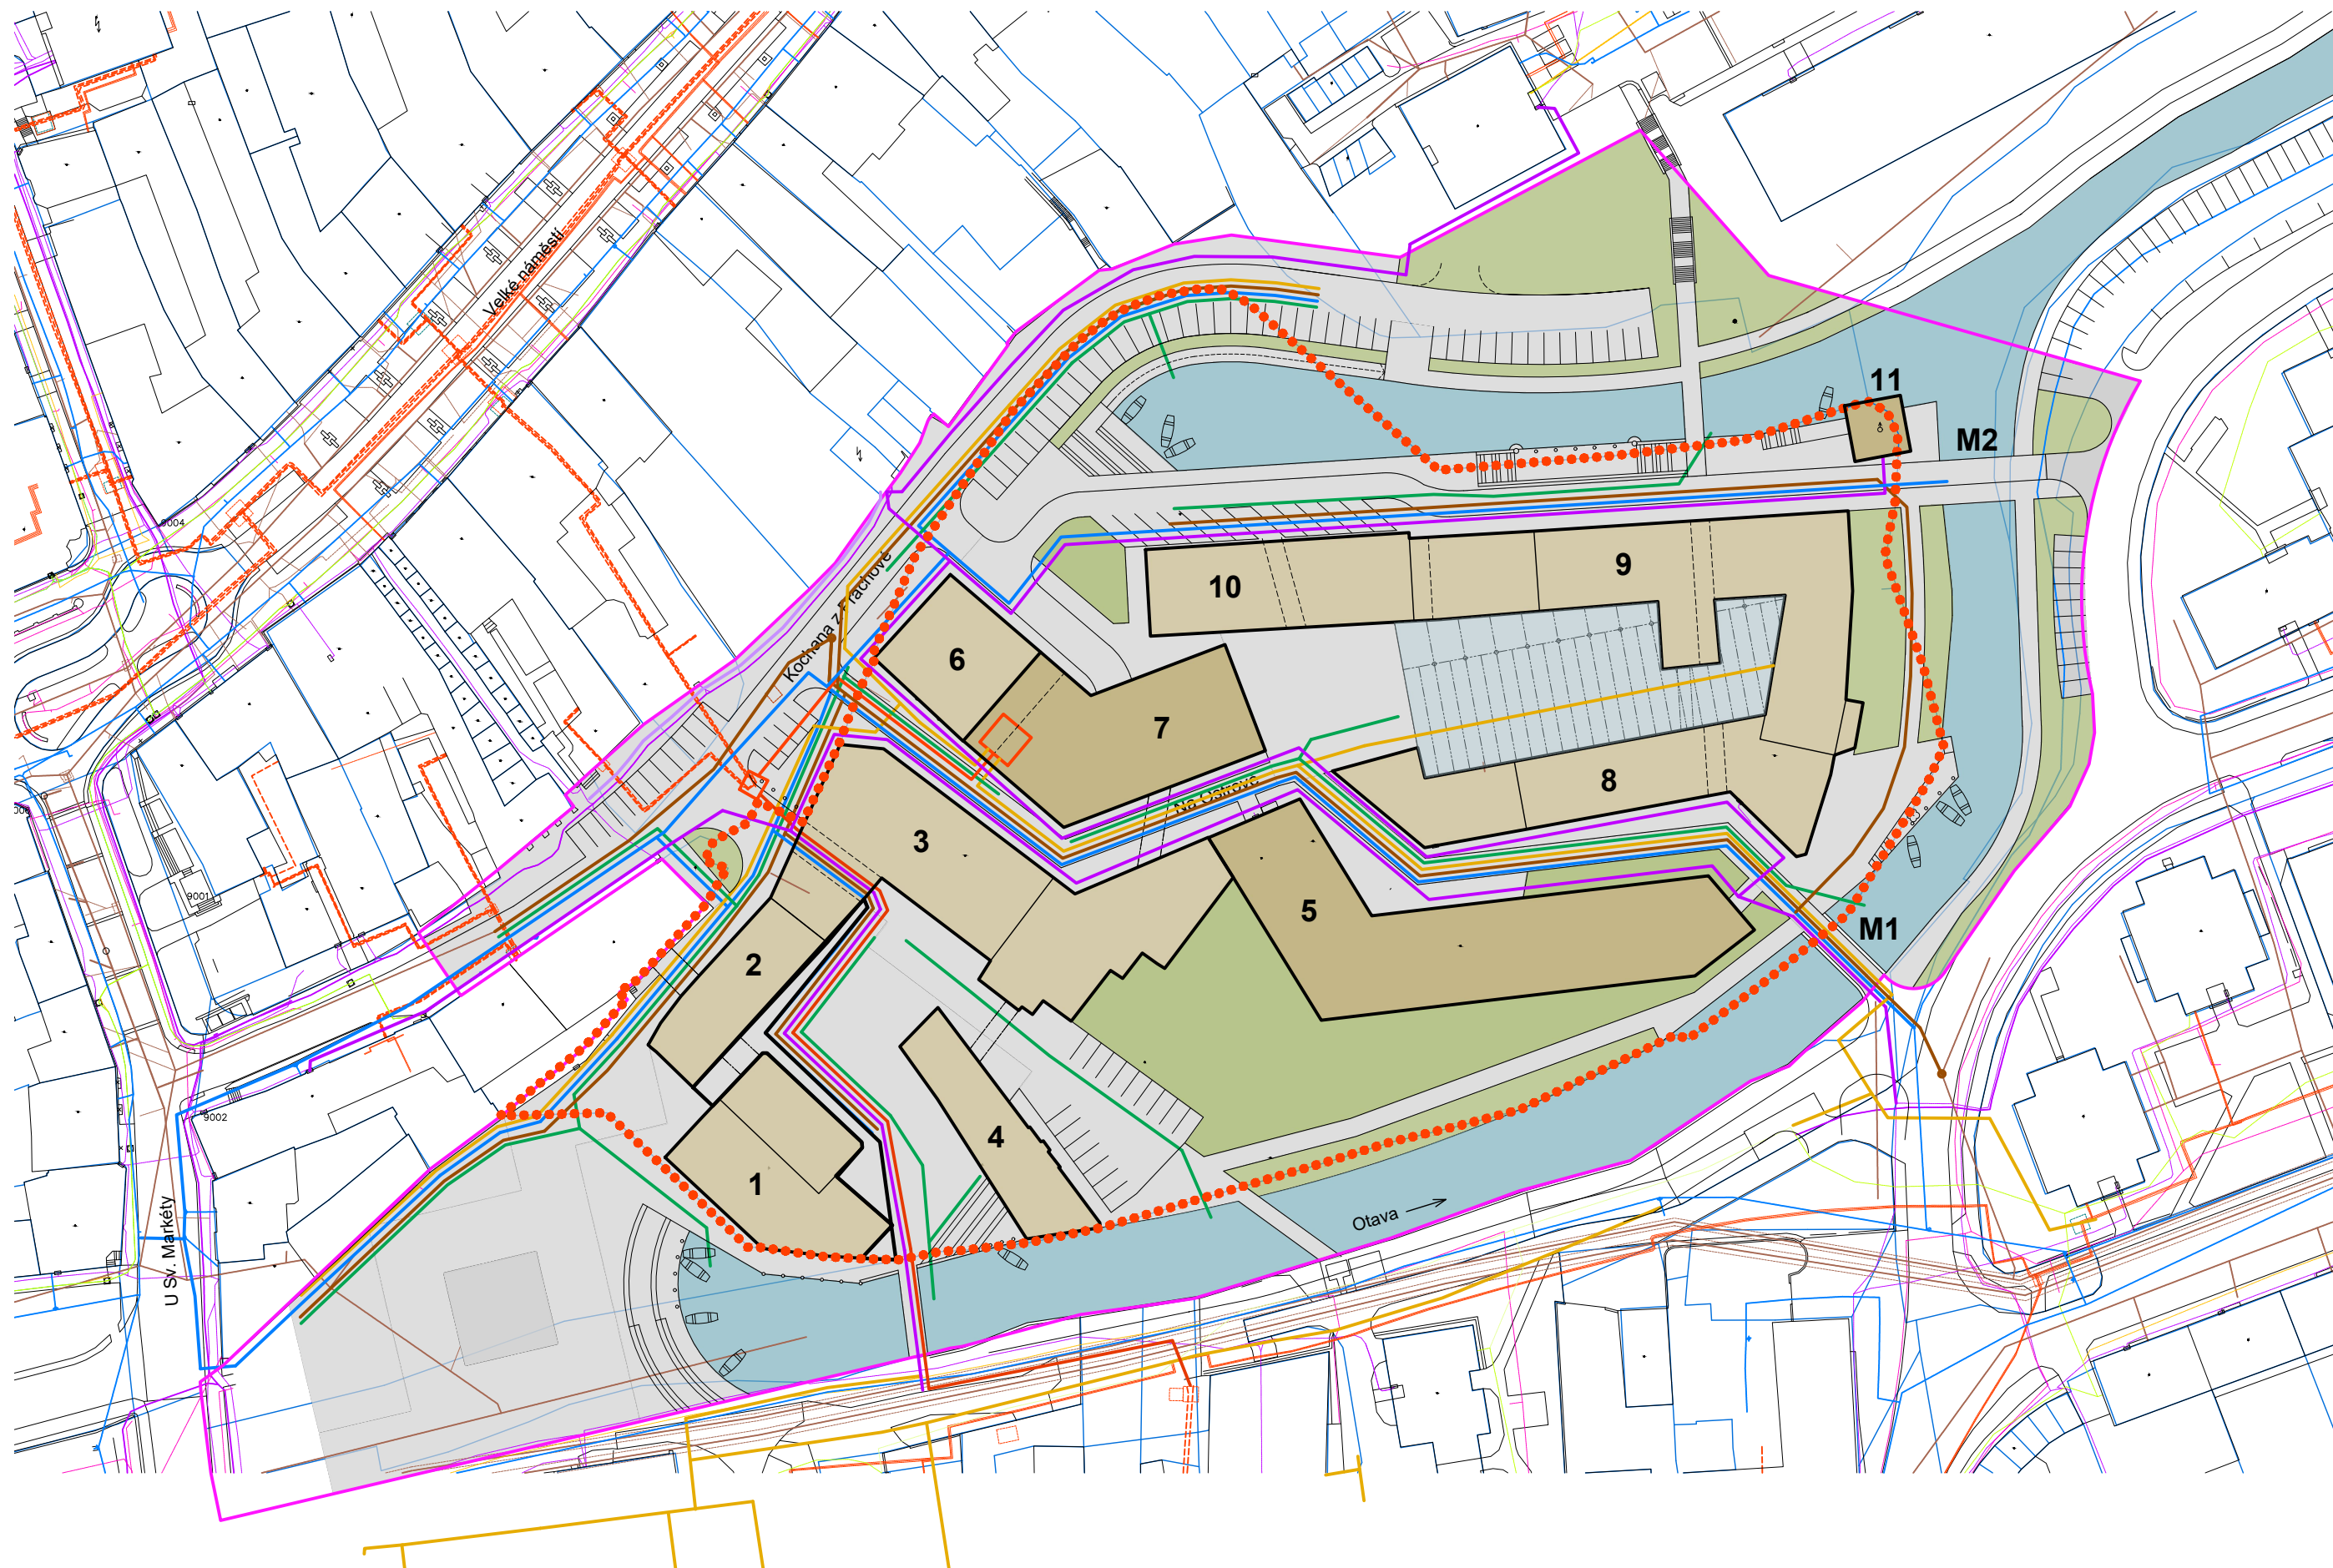 Velké náměstí
11
M2
9004
9
10
Kochana z Prachové
6
7
Na Ostrově
8
3
9001
5
M1
2
9002
4
1
Otava
U Sv. Markéty